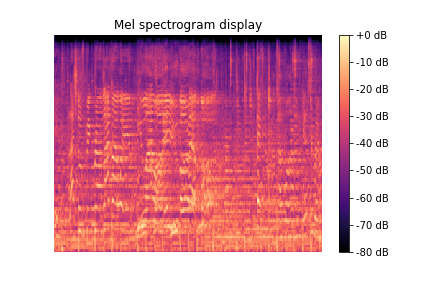 Mel spectrogram display
+0 dB
-10 dB
-20 dB
-30 dB
-40 dB
-50 dB
-60 dB
-70 dB
-80 dB